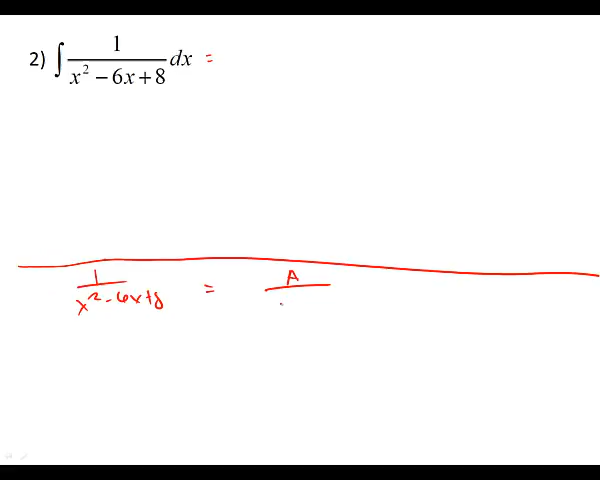 2) ∫ 1/(x² − 6x + 8) dx =
1/(x² - 6x + 8) = A/